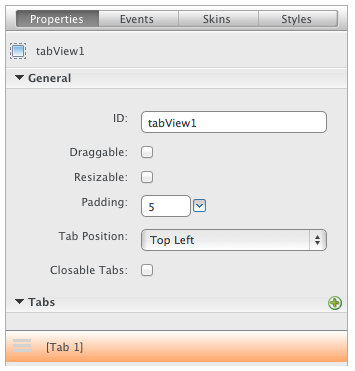 Properties Events Skins Styles
tabView1
General
ID: tabView1
Draggable:
Resizable:
Padding: 5
Tab Position: Top Left
Closable Tabs:
Tabs
[Tab 1]